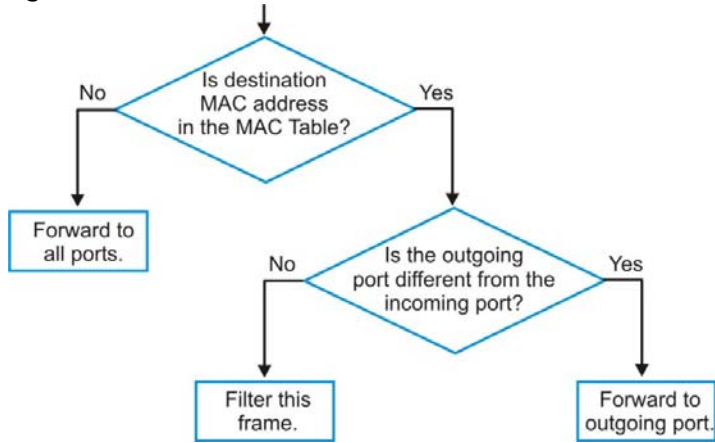 Is destination
MAC address
in the MAC Table?
No
Yes
Forward to
all ports.
Is the outgoing
port different from the
incoming port?
No
Yes
Filter this
frame.
Forward to
outgoing port.